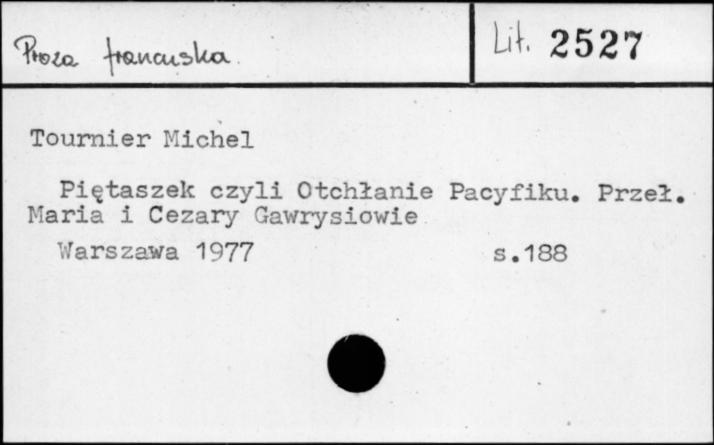 Proza francuska
Lit. 2527
Tournier Michel
Piętaszek czyli Otchłanie Pacyfiku. Przeł.
Maria i Cezary Gawrysiowie
Warszawa 1977 s.188